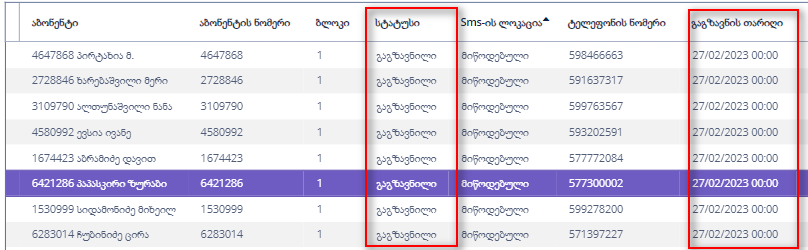 აბონენტი აბონენტის ნომერი ბლოკი სტატუსი Sms-ის ლოკაცია ტელეფონის ნომერი გაგზავნის თარიღი
4647868 პირტახია მ. 4647868 1 გაგზავნილი მიწოდებული 598466663 27/02/2023 00:00
2728846 ხარებაშვილი მერი 2728846 1 გაგზავნილი მიწოდებული 591637317 27/02/2023 00:00
3109790 ალთუნაშვილი ნანა 3109790 1 გაგზავნილი მიწოდებული 599763567 27/02/2023 00:00
4580992 ევსია ივანე 4580992 1 გაგზავნილი მიწოდებული 593202591 27/02/2023 00:00
1674423 აბრამიძე დავით 1674423 1 გაგზავნილი მიწოდებული 577772084 27/02/2023 00:00
6421286 პაპასკირი ზურაბი 6421286 1 გაგზავნილი მიწოდებული 577300002 27/02/2023 00:00
1530999 სიდამონიძე მიხეილ 1530999 1 გაგზავნილი მიწოდებული 599278200 27/02/2023 00:00
6283014 ჩუბინიძე ცირა 6283014 1 გაგზავნილი მიწოდებული 571397227 27/02/2023 00:00